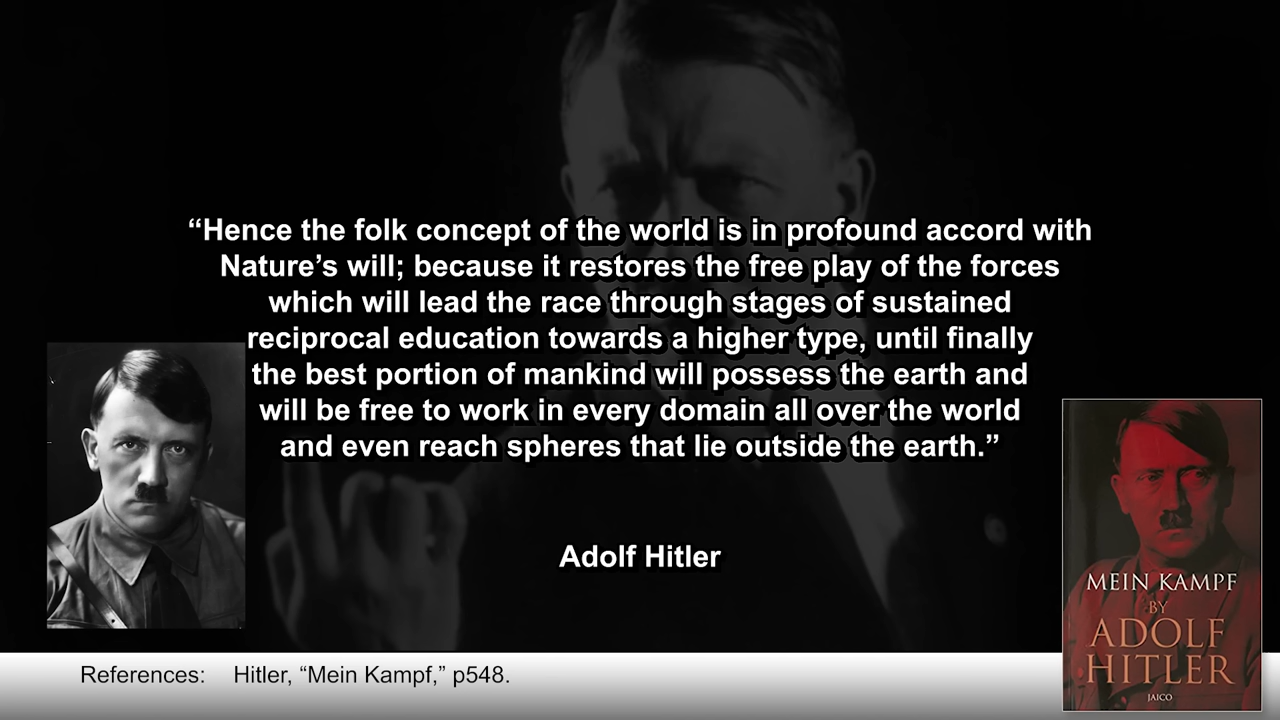 “Hence the folk concept of the world is in profound accord with
Nature’s will; because it restores the free play of the forces
which will lead the race through stages of sustained
reciprocal education towards a higher type, until finally
the best portion of mankind will possess the earth and
will be free to work in every domain all over the world
and even reach spheres that lie outside the earth.”
Adolf Hitler
MEIN KAMPF
BY
ADOLF
HITLER
JAICO
References: Hitler, “Mein Kampf,” p548.